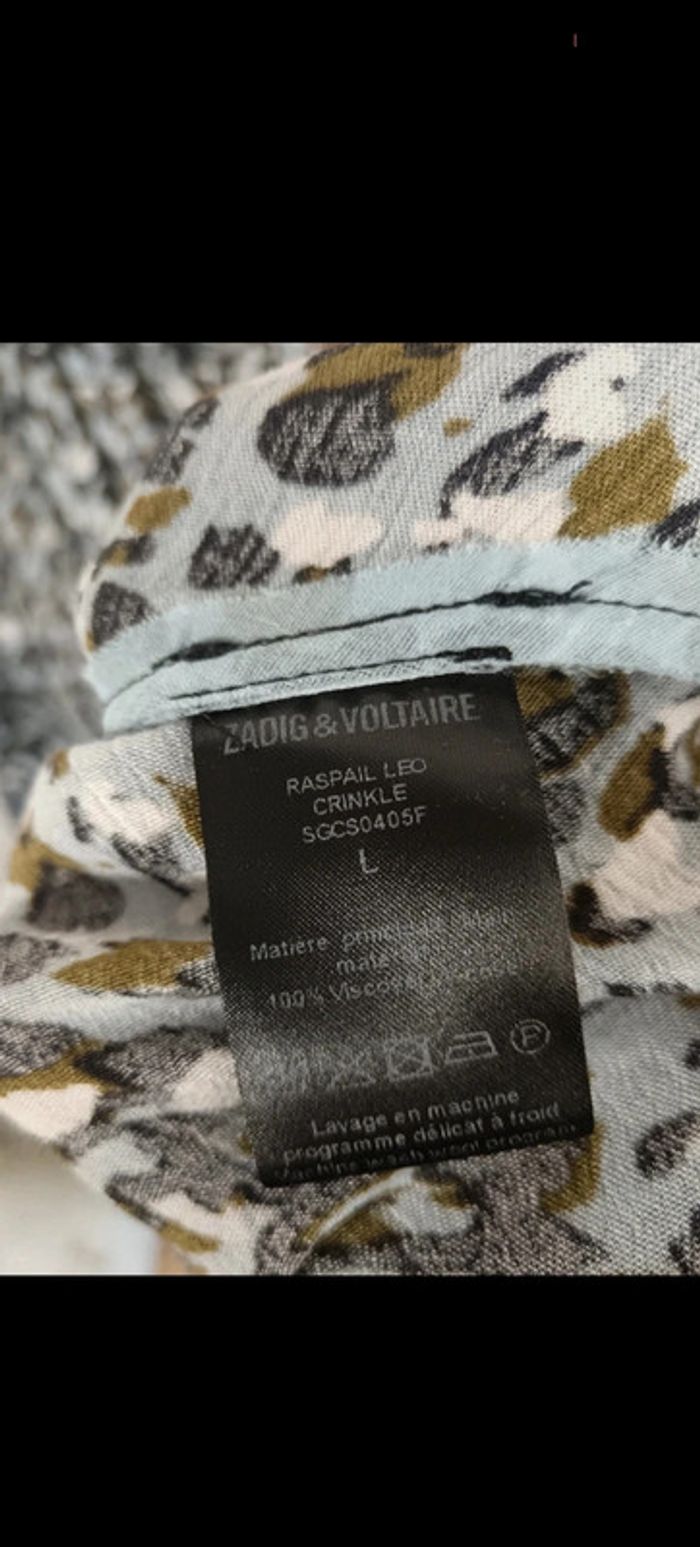 ZADIG & VOLTAIRE
RASPAIL LEO
CRINKLE
SGCS0405F
L
Matière
100% Viscose
P
Lavage en machine
programme délicat à froid